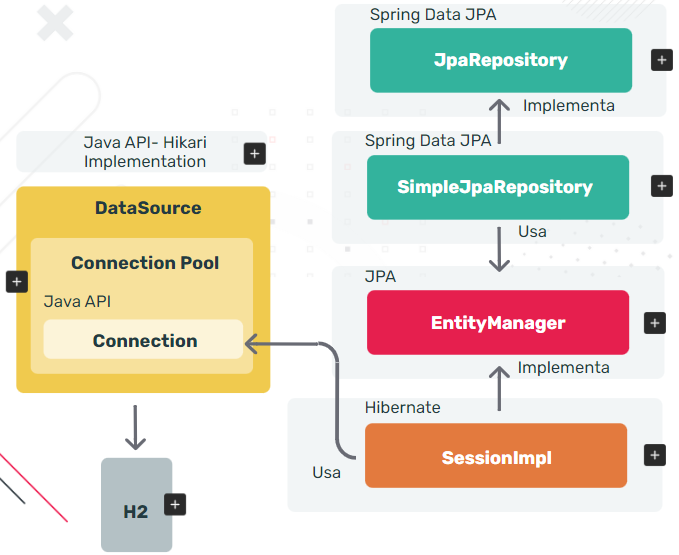 Spring Data JPA
JpaRepository
Implementa
Spring Data JPA
SimpleJpaRepository
Usa
JPA
EntityManager
Implementa
Hibernate
SessionImpl
Usa
Java API- Hikari
Implementation
DataSource
Connection Pool
Java API
Connection
H2